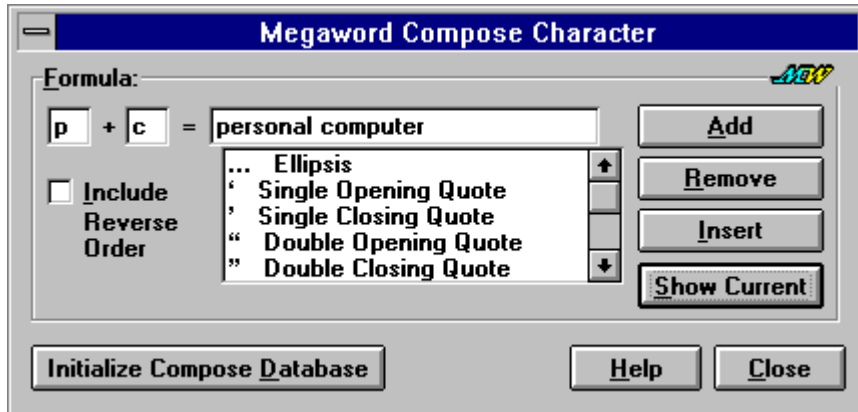 Megaword Compose Character
Formula:
NEW
p + c = personal computer
Add
… Ellipsis
‘ Single Opening Quote
’ Single Closing Quote
“ Double Opening Quote
” Double Closing Quote
Include
Reverse
Order
Remove
Insert
Show Current
Initialize Compose Database
Help
Close